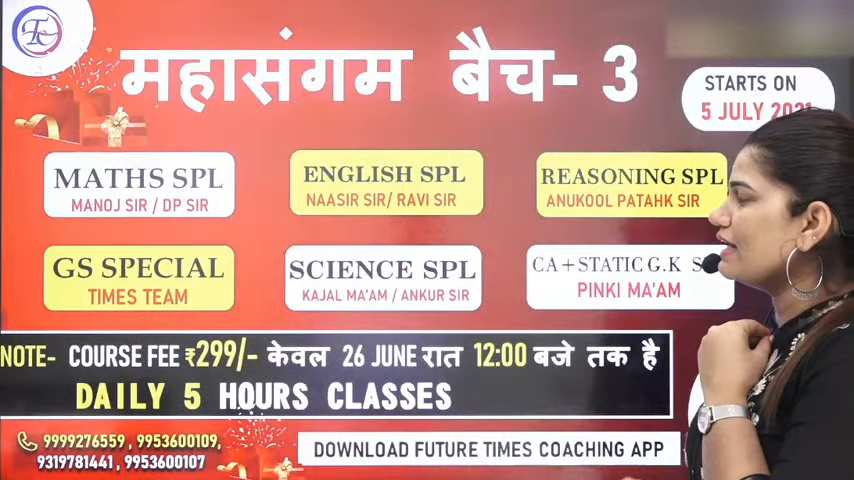 महासंगम बैच- 3
STARTS ON
5 JULY 2021
MATHS SPL
MANOJ SIR / DP SIR
ENGLISH SPL
NAASIR SIR/ RAVI SIR
REASONING SPL
ANUKOOL PATAHK SIR
GS SPECIAL
TIMES TEAM
SCIENCE SPL
KAJAL MA'AM / ANKUR SIR
CA+STATIC G.K S
PINKI MA'AM
NOTE- COURSE FEE ₹299/- केवल 26 JUNE रात 12:00 बजे तक है
DAILY 5 HOURS CLASSES
9999276559 , 9953600109,
9319781441 , 9953600107
DOWNLOAD FUTURE TIMES COACHING APP